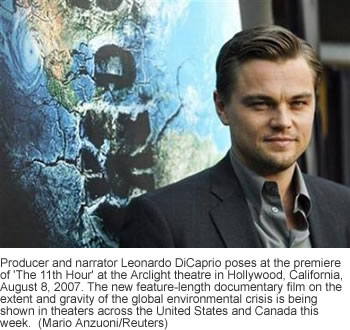 Producer and narrator Leonardo DiCaprio poses at the premiere
of 'The 11th Hour' at the Arclight theatre in Hollywood, California,
August 8, 2007. The new feature-length documentary film on the
extent and gravity of the global environmental crisis is being
shown in theaters across the United States and Canada this
week.  (Mario Anzuoni/Reuters)